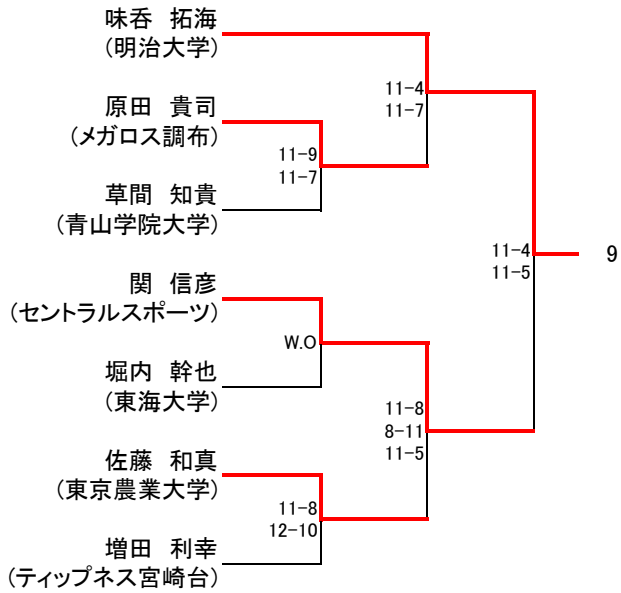 味呑　拓海
(明治大学)
11-4
11-7
原田　貴司
(メガロス調布)
11-9
11-7
草間　知貴
(青山学院大学)
11-4
11-5
9
関　信彦
(セントラルスポーツ)
W.O
堀内　幹也
(東海大学)
11-8
8-11
11-5
佐藤　和真
(東京農業大学)
11-8
12-10
増田　利幸
(ティップネス宮崎台)